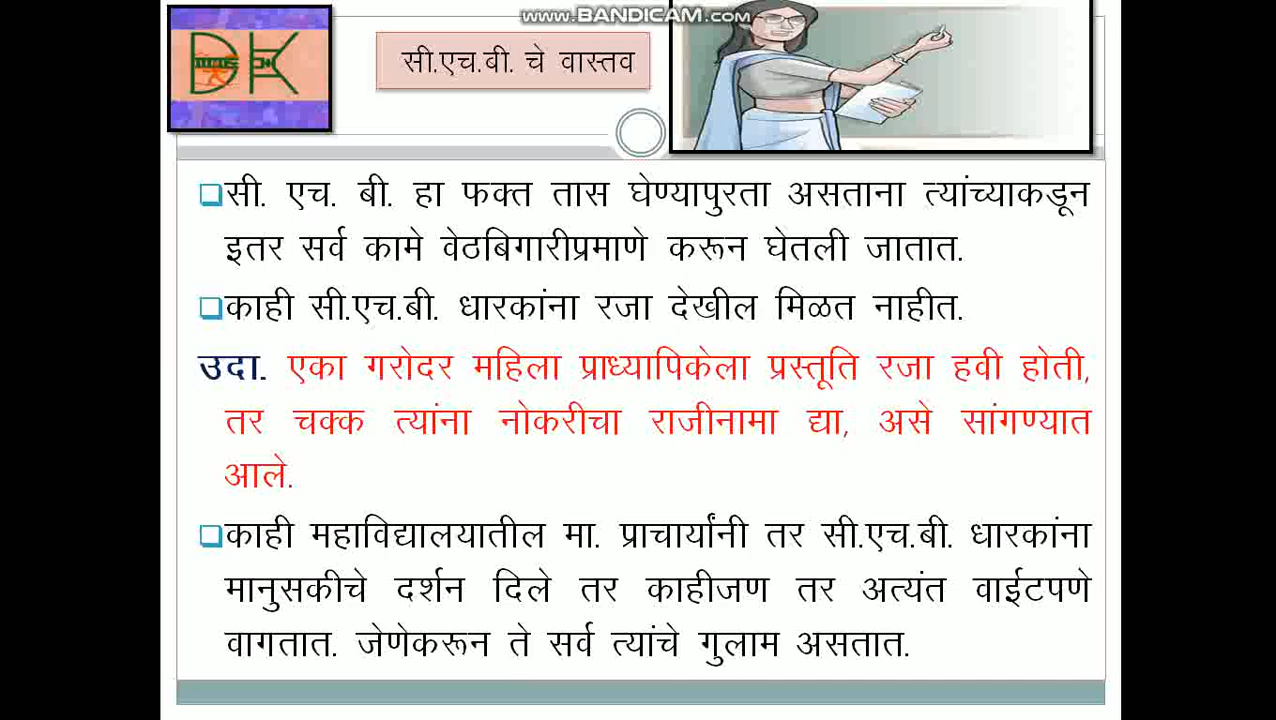 www.BANDICAM.com
DK
सी.एच.बी. चे वास्तव
सी. एच. बी. हा फक्त तास घेण्यापुरता असताना त्यांच्याकडून
इतर सर्व कामे वेठबिगारीप्रमाणे करून घेतली जातात.
काही सी.एच.बी. धारकांना रजा देखील मिळत नाहीत.
उदा. एका गरोदर महिला प्राध्यापिकेला प्रस्तूति रजा हवी होती,
तर चक्क त्यांना नोकरीचा राजीनामा द्या, असे सांगण्यात
आले.
काही महाविद्यालयातील मा. प्राचार्यांनी तर सी.एच.बी. धारकांना
मानुसकीचे दर्शन दिले तर काहीजण तर अत्यंत वाईटपणे
वागतात. जेणेकरून ते सर्व त्यांचे गुलाम असतात.